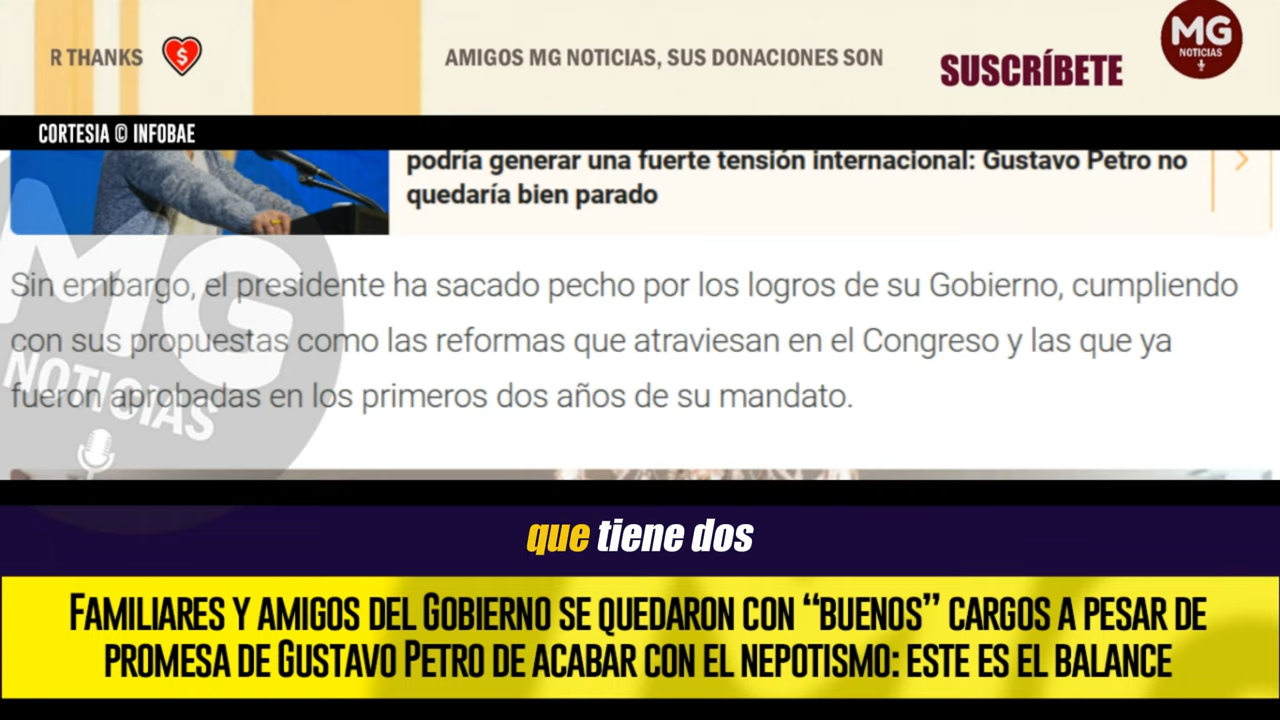 R THANKS
AMIGOS MG NOTICIAS, SUS DONACIONES SON
SUSCRÍBETE
MG
NOTICIAS
CORTESIA © INFOBAE
podría generar una fuerte tensión internacional: Gustavo Petro no
quedaría bien parado
Sin embargo, el presidente ha sacado pecho por los logros de su Gobierno, cumpliendo
con sus propuestas como las reformas que atraviesan en el Congreso y las que ya
fueron aprobadas en los primeros dos años de su mandato.
MG
NOTICIAS
que tiene dos
FAMILIARES Y AMIGOS DEL GOBIERNO SE QUEDARON CON “BUENOS” CARGOS A PESAR DE
PROMESA DE GUSTAVO PETRO DE ACABAR CON EL NEPOTISMO: ESTE ES EL BALANCE